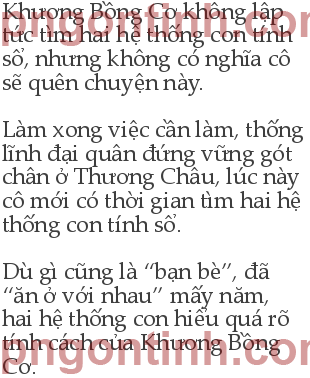 Khương Bồng Cơ không lập
tức tìm hai hệ thống con tính
sổ, nhưng không có nghĩa cô
sẽ quên chuyện này.
Làm xong việc cần làm, thống
lĩnh đại quân đứng vững gót
chân ở Thương Châu, lúc này
cô mới có thời gian tìm hai hệ
thống con tính sổ.
Dù gì cũng là “bạn bè”, đã
“ăn ở với nhau” mấy năm,
hai hệ thống con hiểu quá rõ
tính cách của Khương Bồng
Cơ.